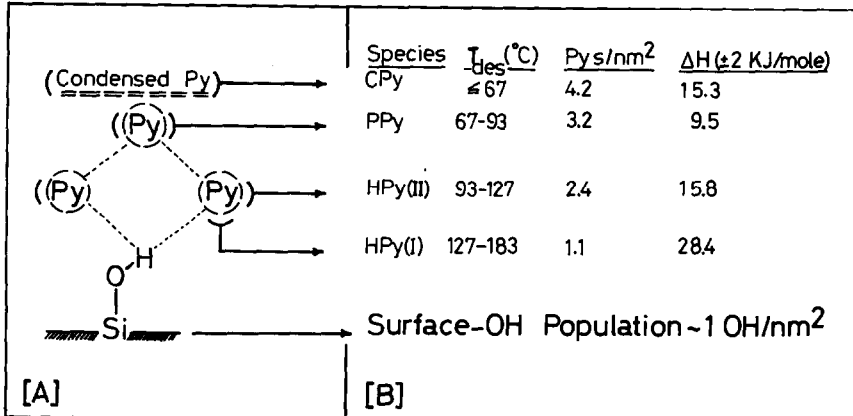 Species Tdes(°C) Pys/nm² ΔH(±2 KJ/mole)
(Condensed Py) CPy ≤67 4.2 15.3
((Py)) PPy 67-93 3.2 9.5
((Py) (Py)) HPy(II) 93-127 2.4 15.8
HPy(I) 127-183 1.1 28.4
H
O
Si Surface-OH Population ~1 OH/nm²
[A] [B]